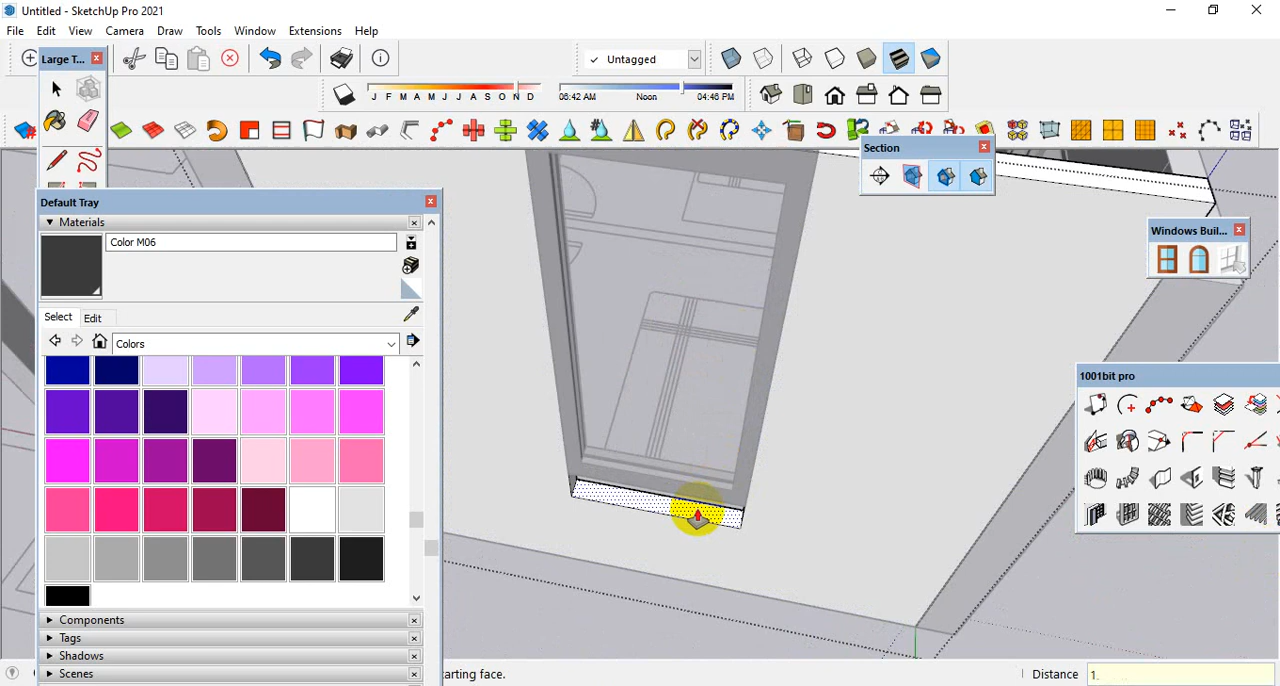 Untitled - SketchUp Pro 2021
File Edit View Camera Draw Tools Window Extensions Help
Large T...
Untagged
J F M A M J J A S O N D
06:42 AM Noon 04:46 PM
Section
Default Tray
Materials
Color M06
Windows Buil...
Select Edit
Colors
1001bit pro
Components
Tags
Shadows
Scenes
arting face.
Distance 1.